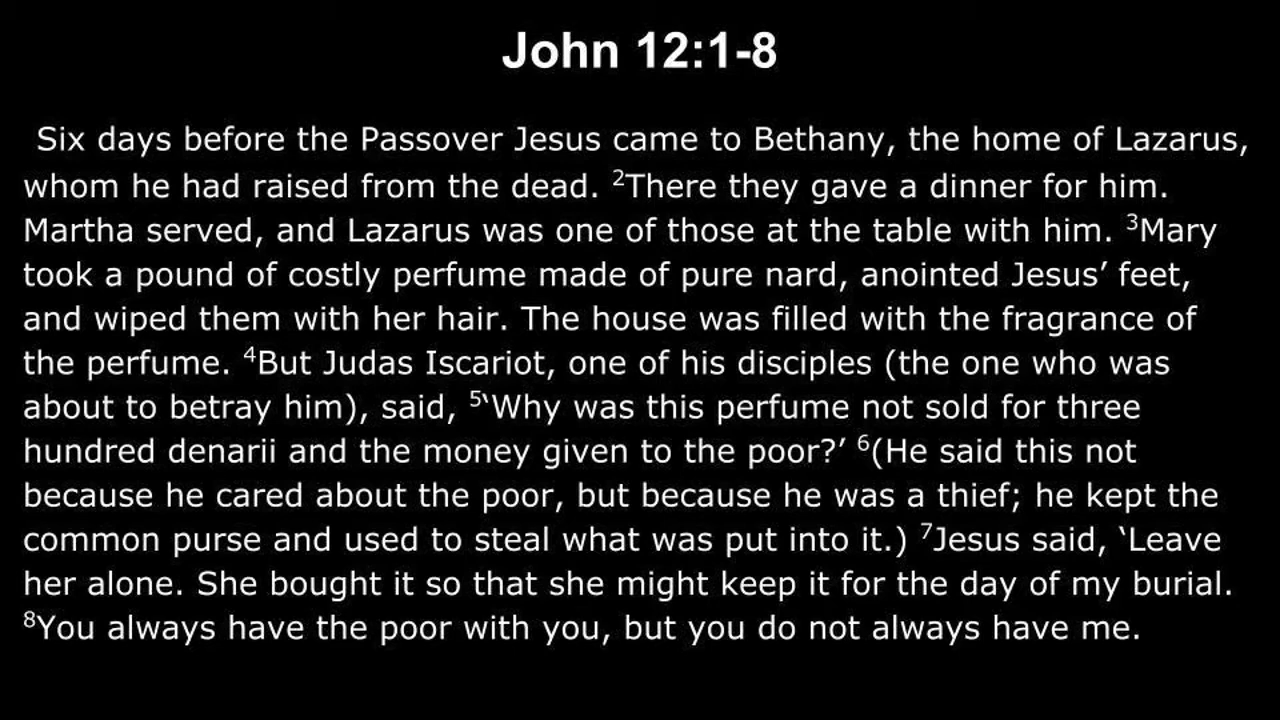 John 12:1-8
Six days before the Passover Jesus came to Bethany, the home of Lazarus,
whom he had raised from the dead. ²There they gave a dinner for him.
Martha served, and Lazarus was one of those at the table with him. ³Mary
took a pound of costly perfume made of pure nard, anointed Jesus’ feet,
and wiped them with her hair. The house was filled with the fragrance of
the perfume. ⁴But Judas Iscariot, one of his disciples (the one who was
about to betray him), said, ⁵‘Why was this perfume not sold for three
hundred denarii and the money given to the poor?’ ⁶(He said this not
because he cared about the poor, but because he was a thief; he kept the
common purse and used to steal what was put into it.) ⁷Jesus said, ‘Leave
her alone. She bought it so that she might keep it for the day of my burial.
⁸You always have the poor with you, but you do not always have me.